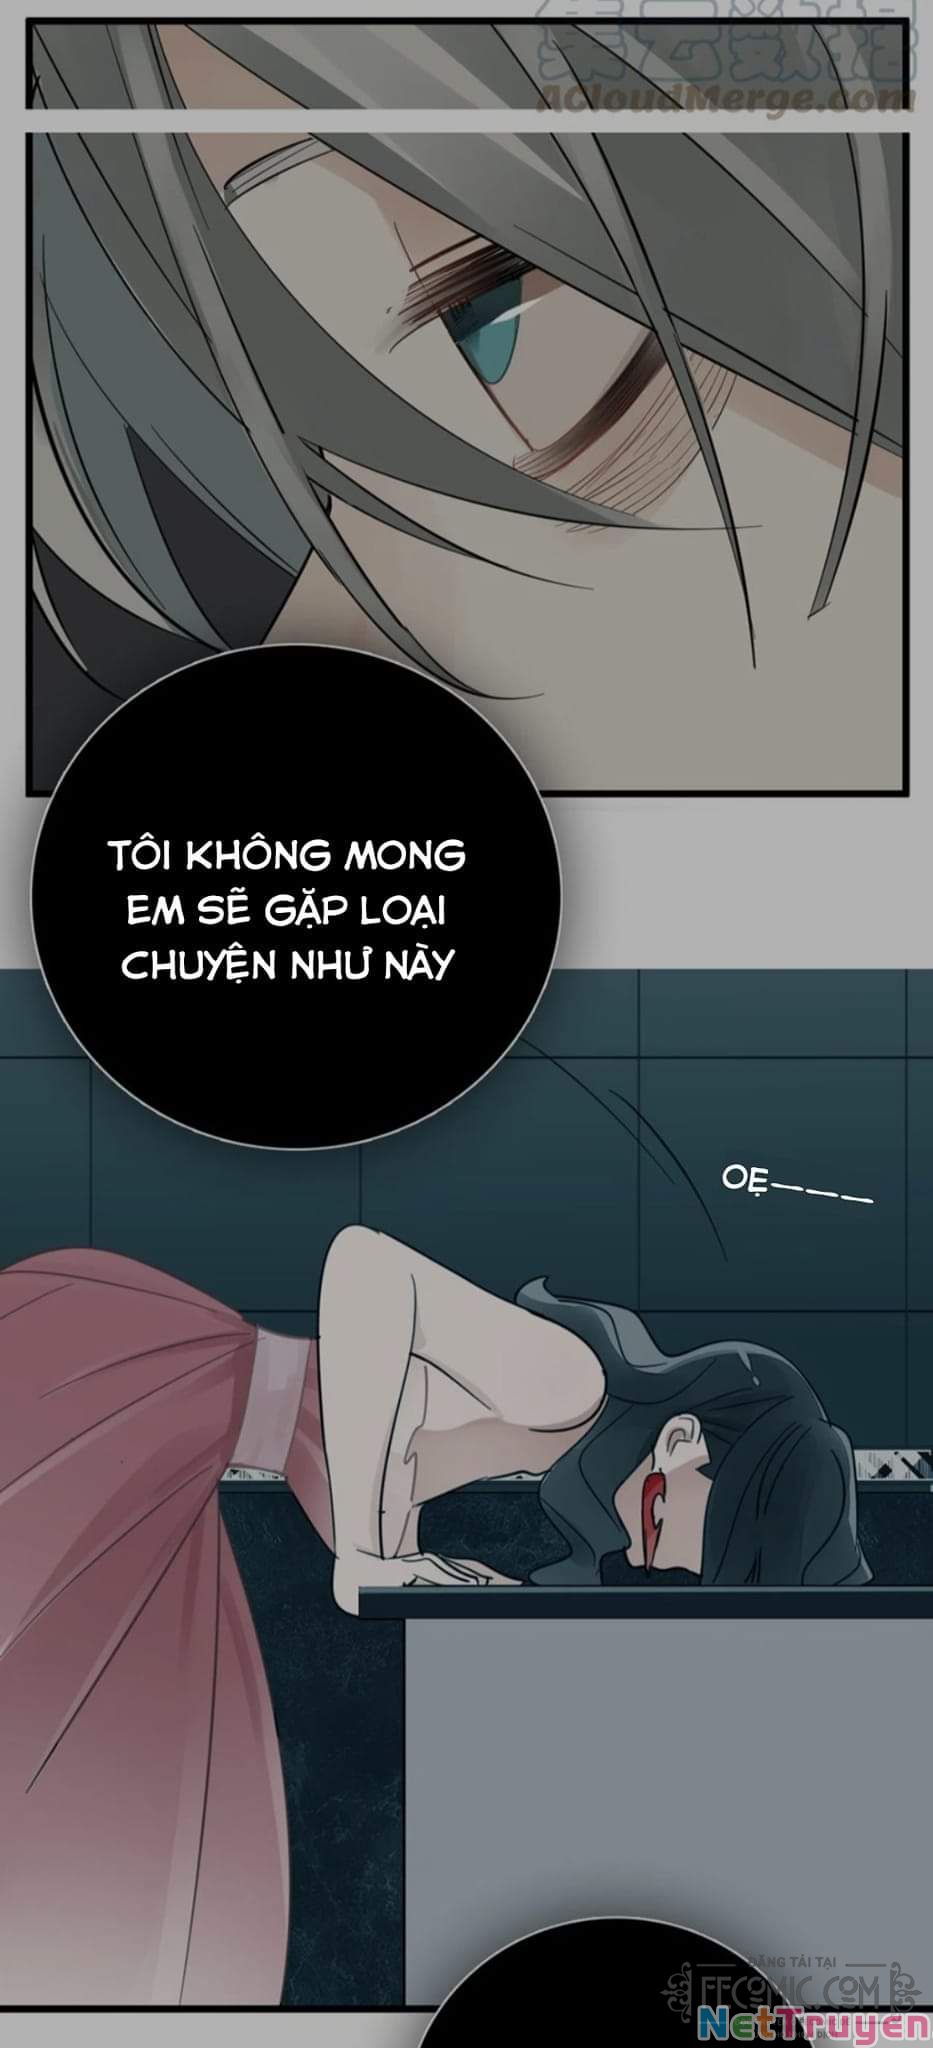 ACloudMerge.com
TÔI KHÔNG MONG
EM SẼ GẶP LOẠI
CHUYỆN NHƯ NÀY
OẸ————
ĐĂNG TẢI TẠI
FFCOMIC.COM
NetTruyen